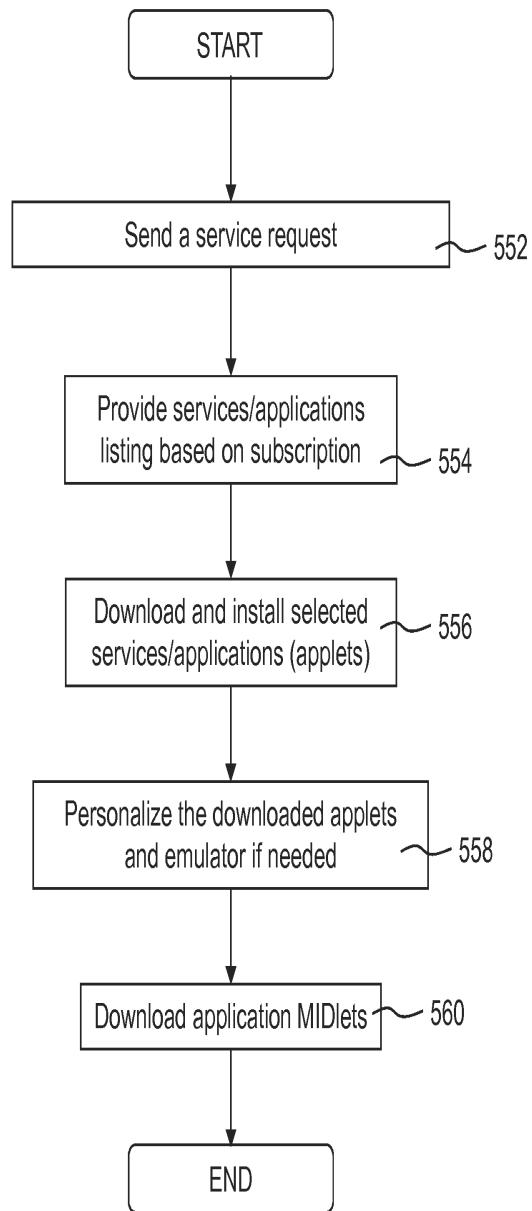 START
Send a service request
552
Provide services/applications
listing based on subscription
554
Download and install selected
services/applications (applets)
556
Personalize the downloaded applets
and emulator if needed
558
Download application MIDlets
560
END